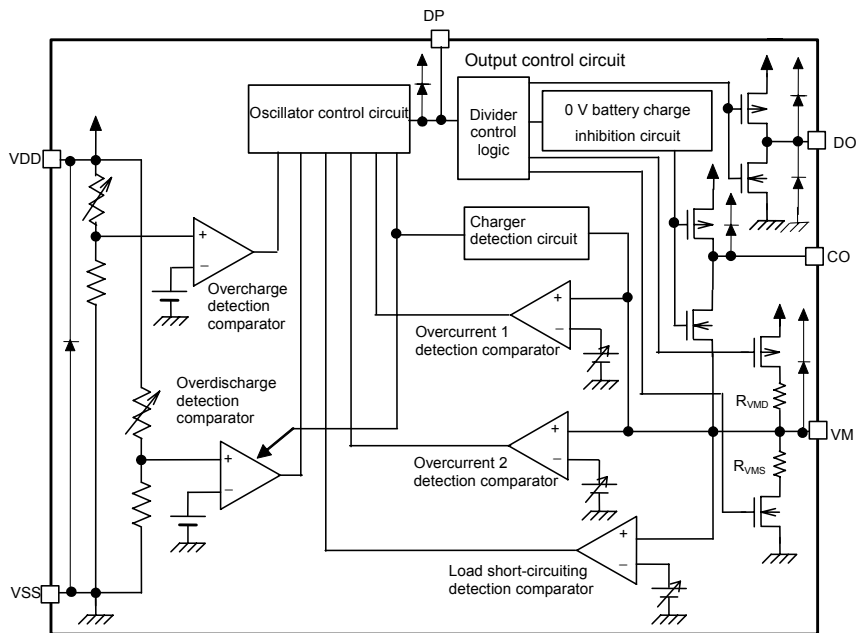 DP
Output control circuit
Oscillator control circuit
Divider
control
logic
0 V battery charge
inhibition circuit
DO
VDD
Charger
detection circuit
+
−
Overcharge
detection
comparator
CO
+
−
Overcurrent 1
detection comparator
Overdischarge
detection
comparator
RVMD
VM
+
−
Overcurrent 2
detection comparator
RVMS
+
−
+
−
Load short-circuiting
detection comparator
VSS